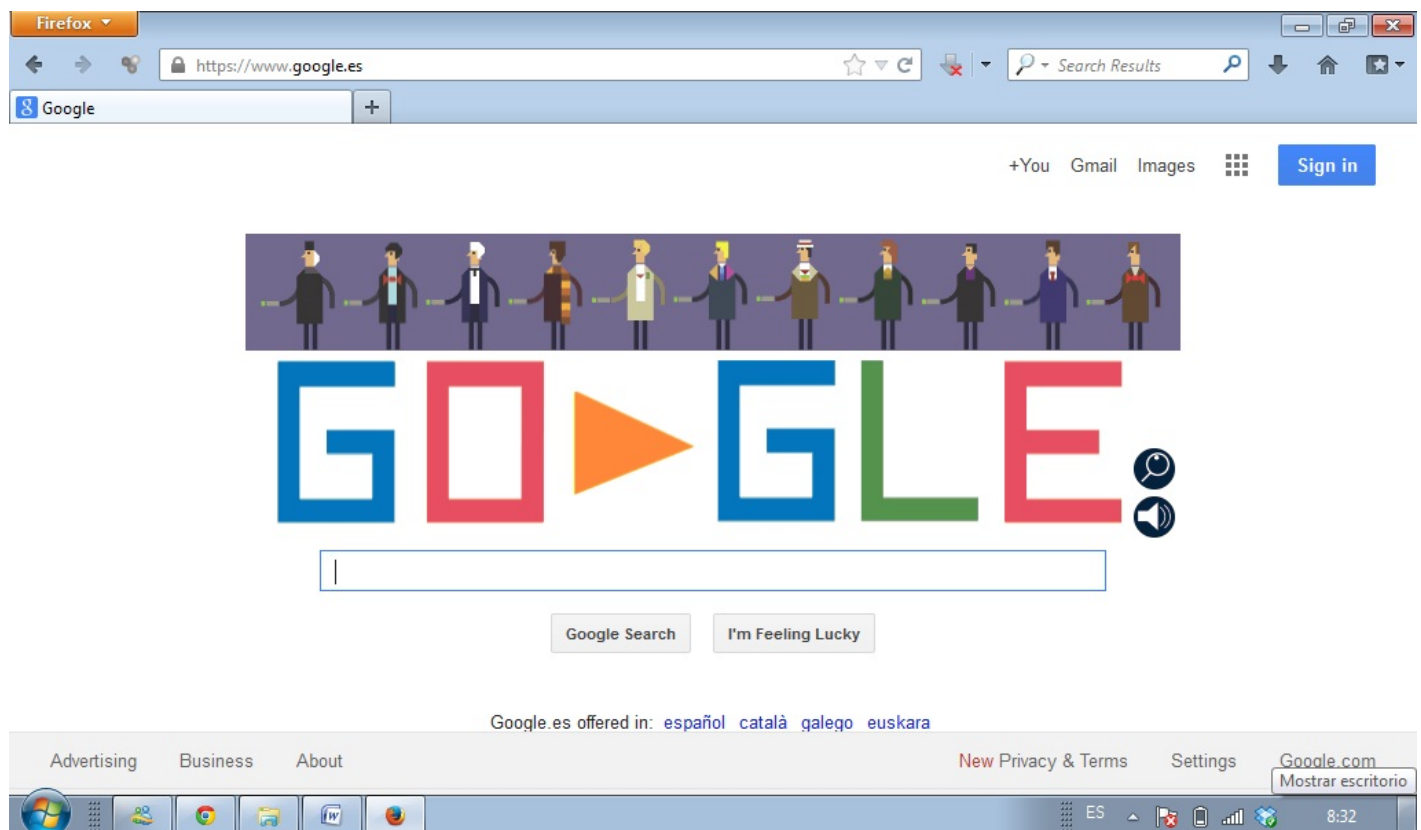 Firefox
https://www.google.es
Search Results
Google
+You Gmail Images Sign in
GO GLE
Google Search I'm Feeling Lucky
Google.es offered in: español català galego euskara
Advertising Business About New Privacy & Terms Settings Google.com
Mostrar escritorio
ES 8:32